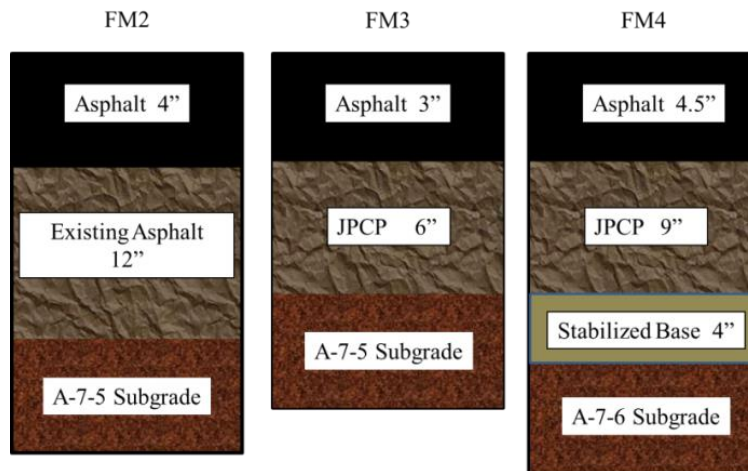 FM2
FM3
FM4
Asphalt 4”
Asphalt 3”
Asphalt 4.5”
Existing Asphalt
12”
JPCP 6”
JPCP 9”
A-7-5 Subgrade
A-7-5 Subgrade
Stabilized Base 4”
A-7-6 Subgrade